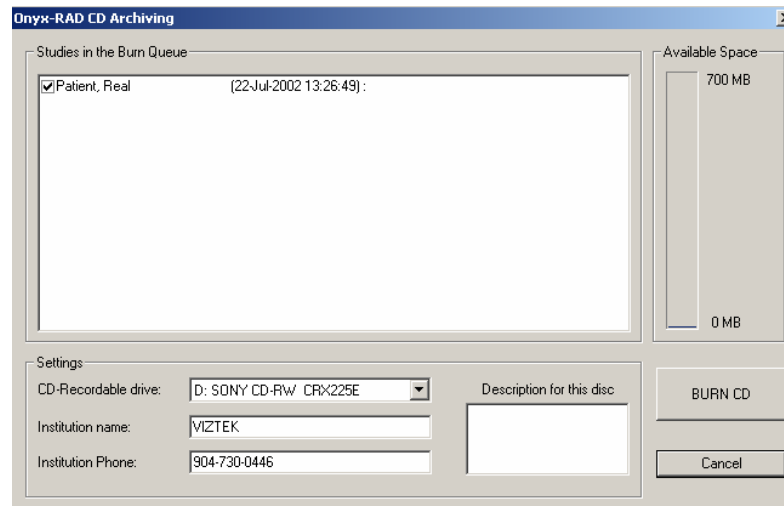 Onyx-RAD CD Archiving
Studies in the Burn Queue
Patient, Real (22-Jul-2002 13:26:49) :
Available Space
700 MB
0 MB
Settings
CD-Recordable drive: D: SONY CD-RW CRX225E
Institution name: VIZTEK
Institution Phone: 904-730-0446
Description for this disc
BURN CD
Cancel